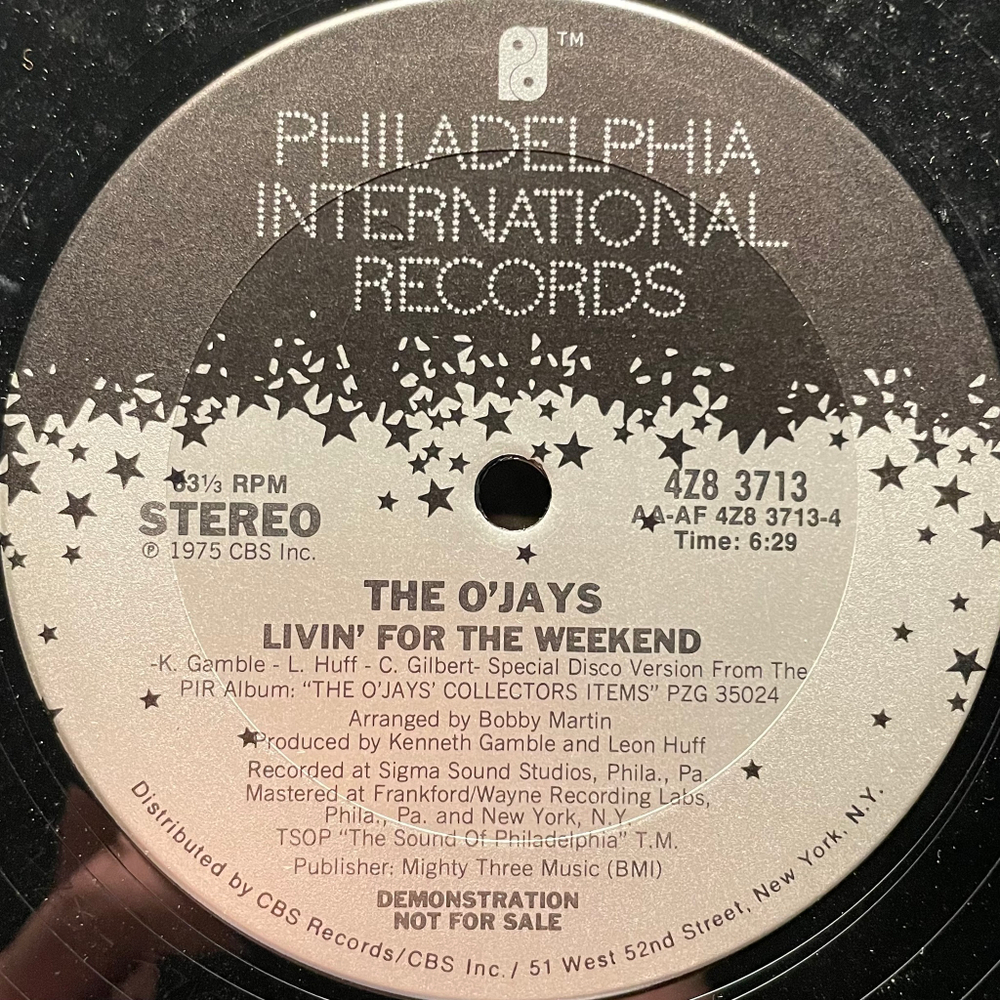 TM
PHILADELPHIA
INTERNATIONAL
RECORDS
33⅓ RPM
STEREO
℗ 1975 CBS Inc.
4Z8 3713
AA-AF 4Z8 3713-4
Time: 6:29
THE O'JAYS
LIVIN' FOR THE WEEKEND
-K. Gamble - L. Huff - C. Gilbert- Special Disco Version From The
PIR Album: "THE O'JAYS' COLLECTORS ITEMS" PZG 35024
Arranged by Bobby Martin
Produced by Kenneth Gamble and Leon Huff
Recorded at Sigma Sound Studios, Phila., Pa.
Mastered at Frankford/Wayne Recording Labs,
Phila., Pa. and New York, N.Y.
TSOP "The Sound Of Philadelphia" T.M.
Publisher: Mighty Three Music (BMI)
DEMONSTRATION
NOT FOR SALE
Distributed by CBS Records/CBS Inc./ 51 West 52nd Street, New York, N.Y.